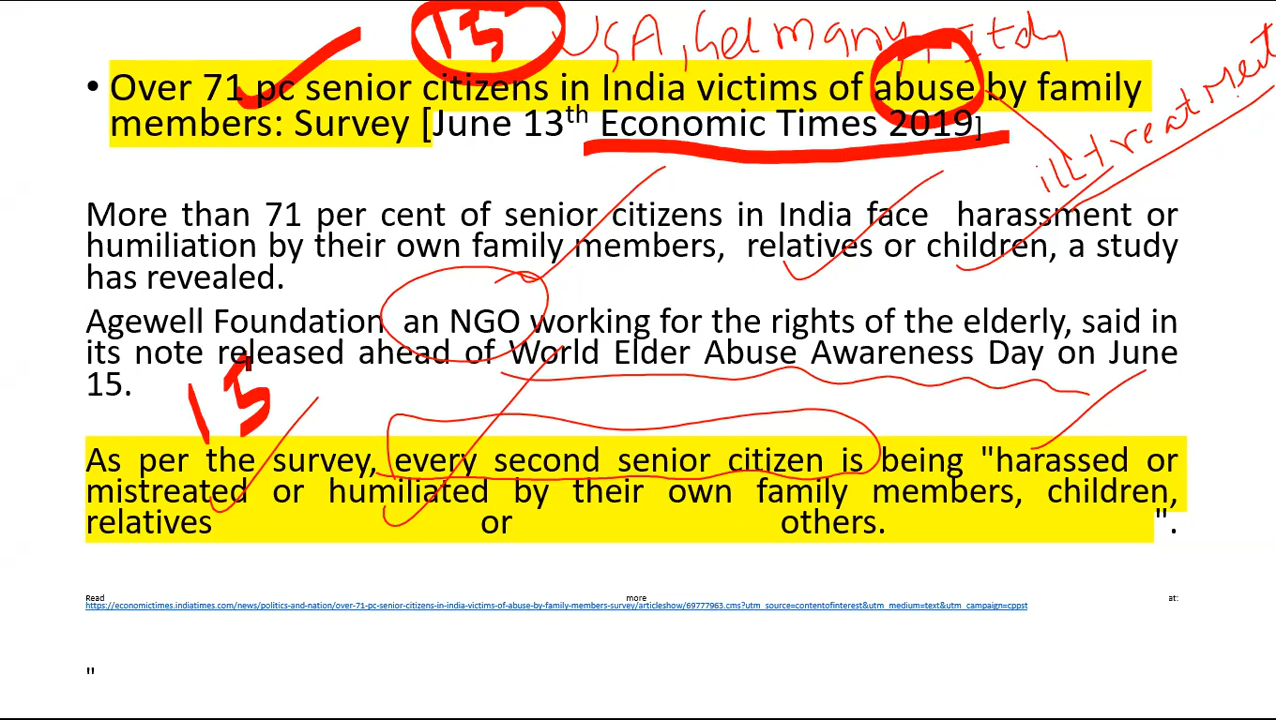 15 USA, Germany, Italy
• Over 71 pc senior citizens in India victims of abuse by family
members: Survey [June 13th Economic Times 2019]
illtreatment
More than 71 per cent of senior citizens in India face harassment or
humiliation by their own family members, relatives or children, a study
has revealed.
Agewell Foundation an NGO working for the rights of the elderly, said in
its note released ahead of World Elder Abuse Awareness Day on June
15.
15
As per the survey, every second senior citizen is being "harassed or
mistreated or humiliated by their own family members, children,
relatives or others. ".
Read more at:
https://economictimes.indiatimes.com/news/politics-and-nation/over-71-pc-senior-citizens-in-india-victims-of-abuse-by-family-members-survey/articleshow/69777963.cms?utm_source=contentofinterest&utm_medium=text&utm_campaign=cppst
"